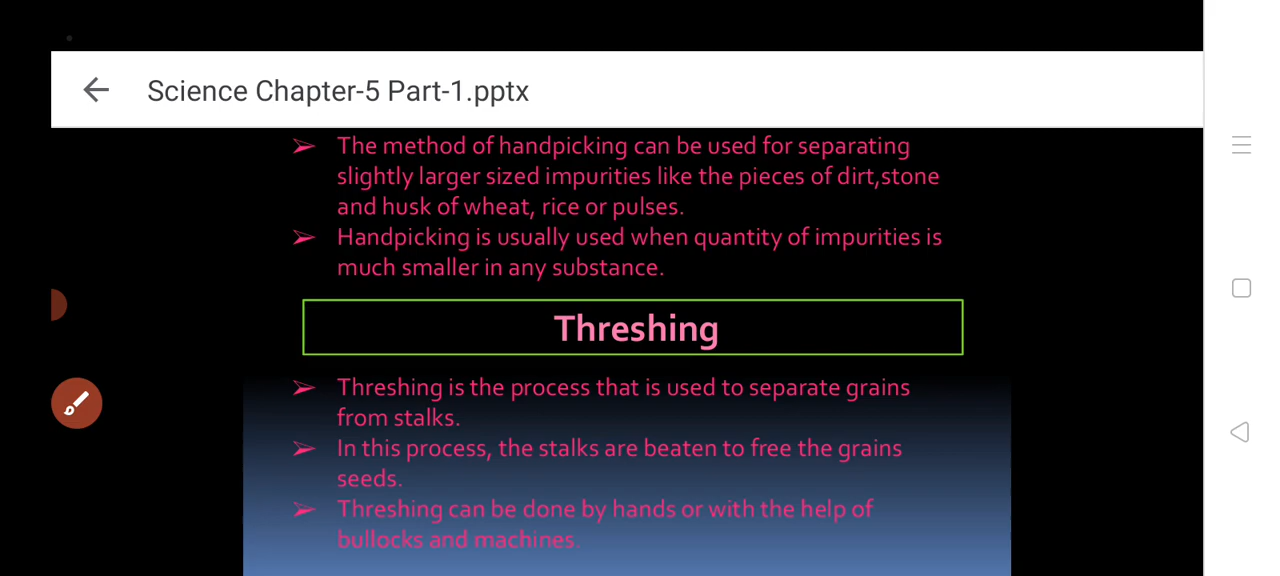 Science Chapter-5 Part-1.pptx
➢ The method of handpicking can be used for separating
slightly larger sized impurities like the pieces of dirt,stone
and husk of wheat, rice or pulses.
➢ Handpicking is usually used when quantity of impurities is
much smaller in any substance.
Threshing
➢ Threshing is the process that is used to separate grains
from stalks.
➢ In this process, the stalks are beaten to free the grains
seeds.
➢ Threshing can be done by hands or with the help of
bullocks and machines.